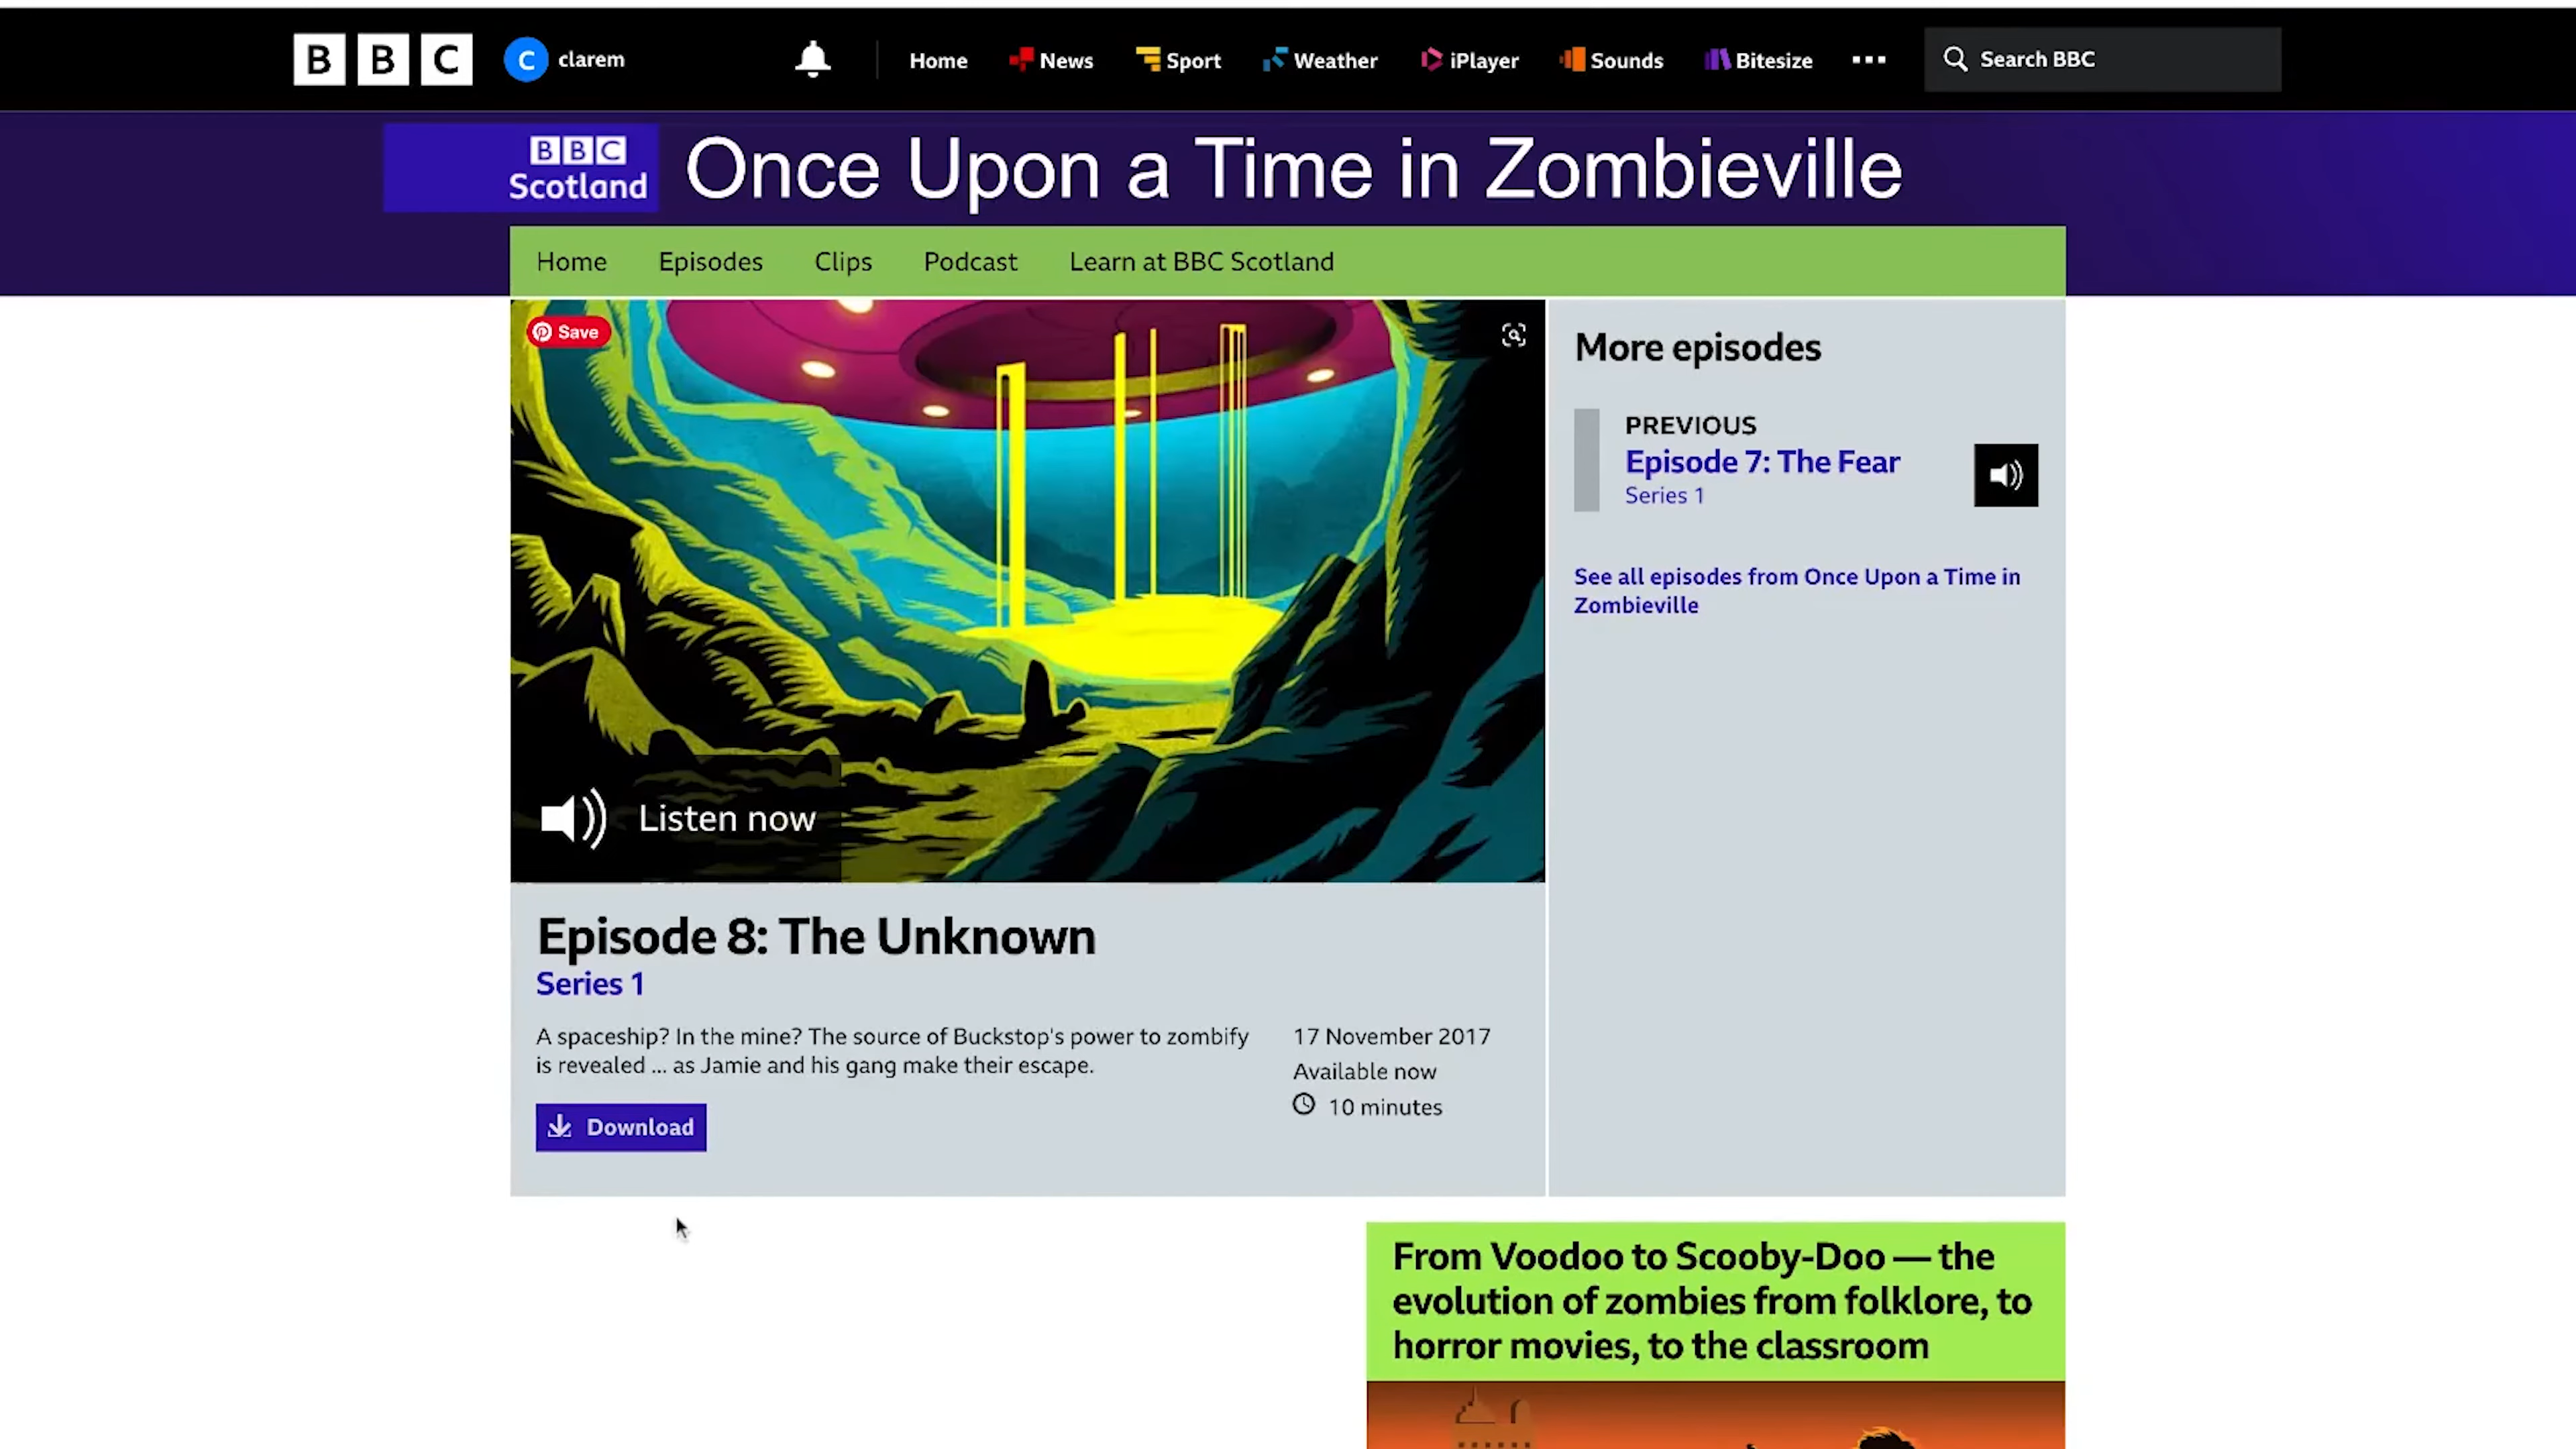 BBC
C clarem
Home
News
Sport
Weather
iPlayer
Sounds
Bitesize
Search BBC
BBC
Scotland
Once Upon a Time in Zombieville
Home
Episodes
Clips
Podcast
Learn at BBC Scotland
Save
Listen now
Episode 8: The Unknown
Series 1
A spaceship? In the mine? The source of Buckstop's power to zombify
is revealed ... as Jamie and his gang make their escape.
17 November 2017
Available now
10 minutes
Download
More episodes
PREVIOUS
Episode 7: The Fear
Series 1
See all episodes from Once Upon a Time in
Zombieville
From Voodoo to Scooby-Doo — the
evolution of zombies from folklore, to
horror movies, to the classroom